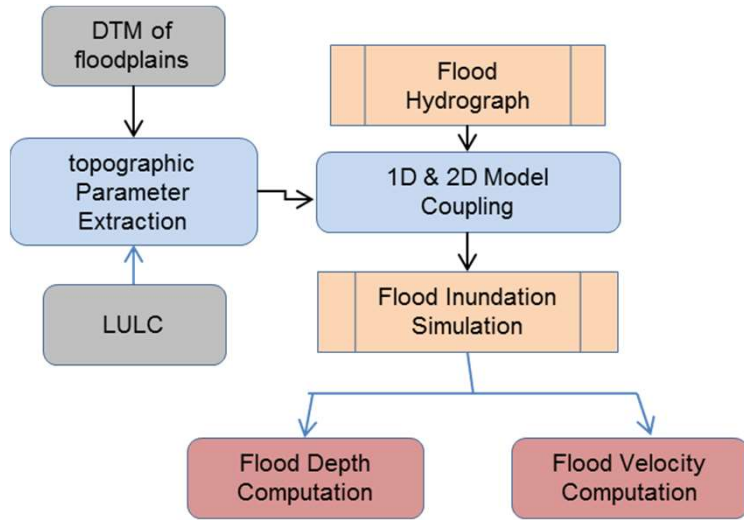 DTM of
floodplains
Flood
Hydrograph
topographic
Parameter
Extraction
1D & 2D Model
Coupling
LULC
Flood Inundation
Simulation
Flood Depth
Computation
Flood Velocity
Computation